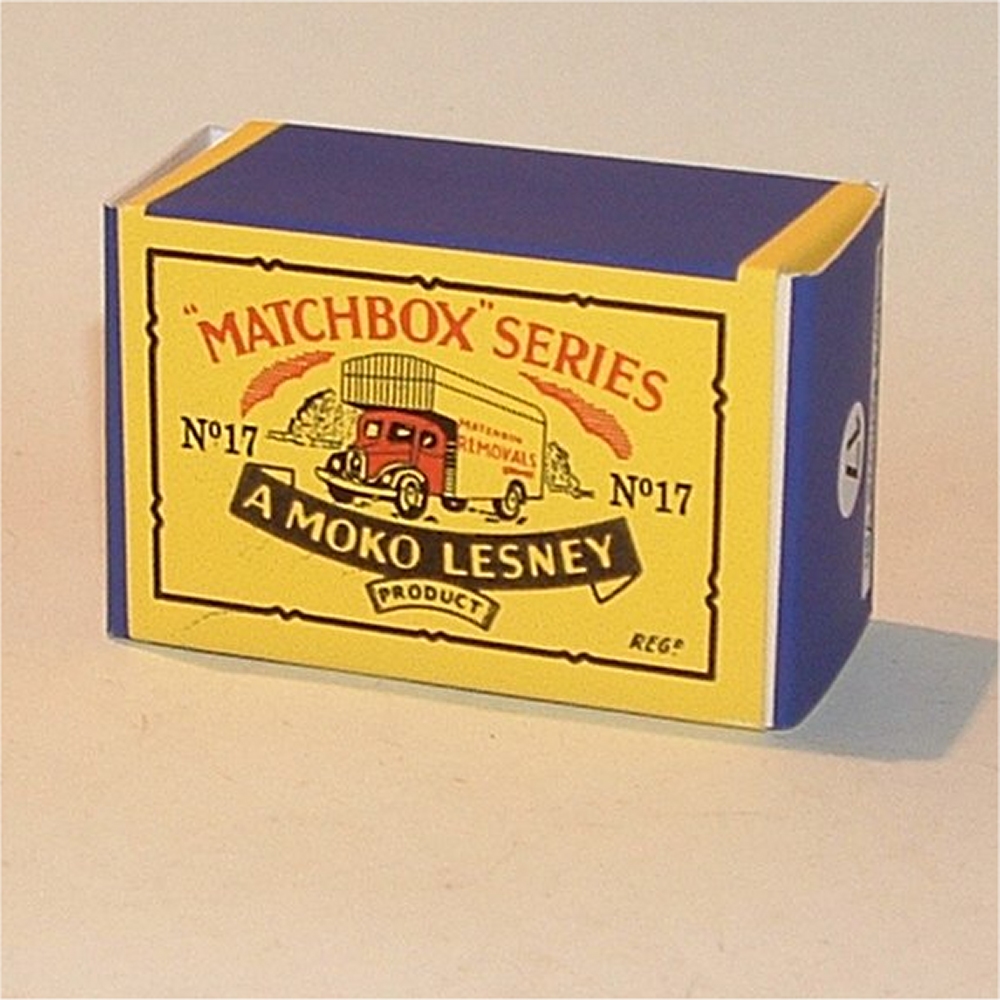 "MATCHBOX" SERIES
Nº17
MATCHBOX
REMOVALS
Nº17
A MOKO LESNEY
PRODUCT
REGD